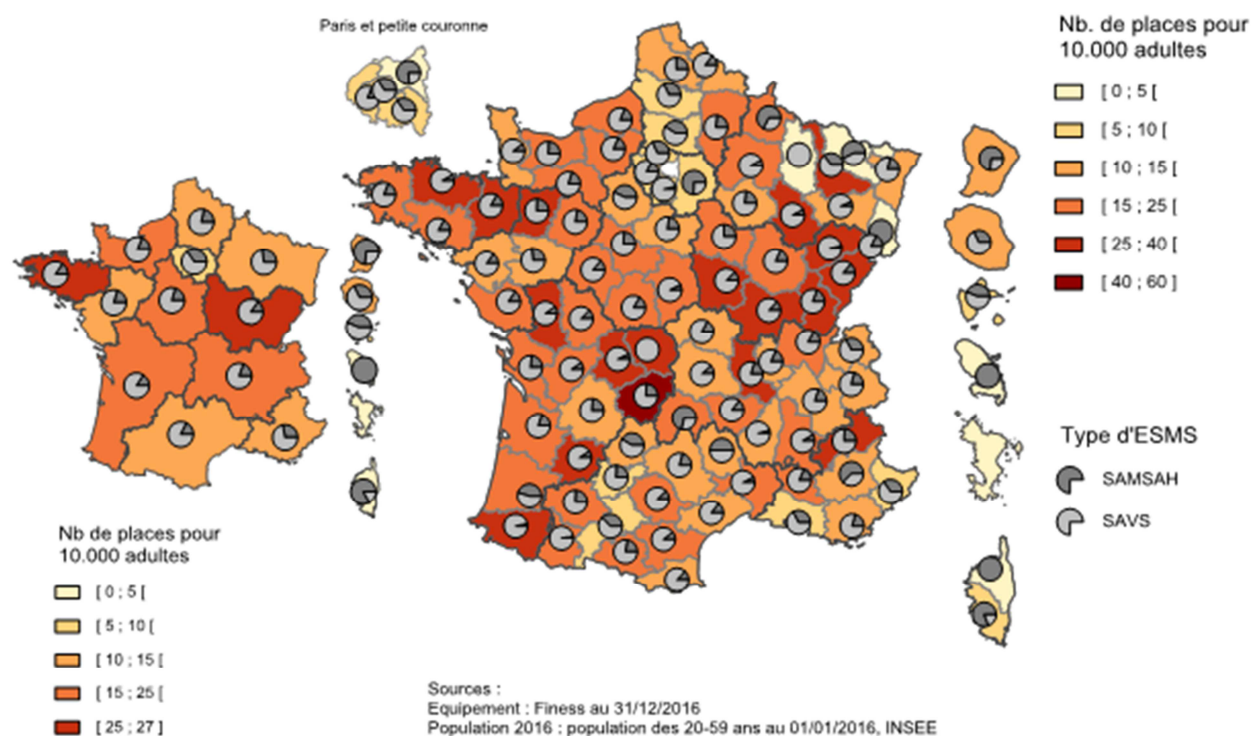 Paris et petite couronne
Nb. de places pour
10.000 adultes
[ 0 ; 5 [
[ 5 ; 10 [
[ 10 ; 15 [
[ 15 ; 25 [
[ 25 ; 40 [
[ 40 ; 60 ]
Type d'ESMS
SAMSAH
SAVS
Nb de places pour
10.000 adultes
[ 0 ; 5 [
[ 5 ; 10 [
[ 10 ; 15 [
[ 15 ; 25 [
[ 25 ; 27 ]
Sources :
Equipement : Finess au 31/12/2016
Population 2016 : population des 20-59 ans au 01/01/2016, INSEE